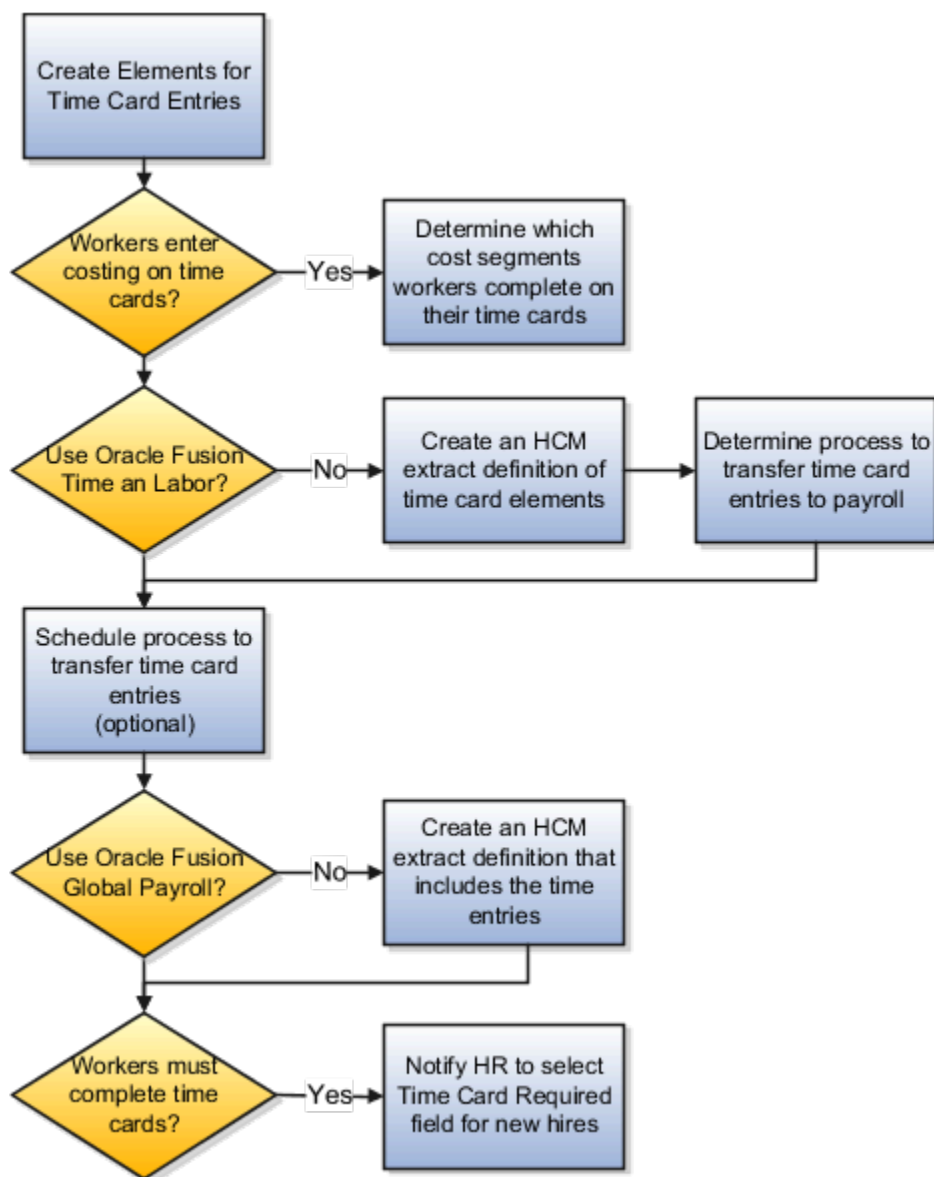 Create Elements for
Time Card Entries
Workers enter
costing on time
cards?
Yes
Determine which
cost segments
workers complete on
their time cards
Use Oracle Fusion
Time an Labor?
No
Create an HCM
extract definition of
time card elements
Determine process to
transfer time card
entries to payroll
Schedule process to
transfer time card
entries
(optional)
Use Oracle Fusion
Global Payroll?
No
Create an HCM
extract definition that
includes the time
entries
Workers must
complete time
cards?
Yes
Notify HR to select
Time Card Required
field for new hires